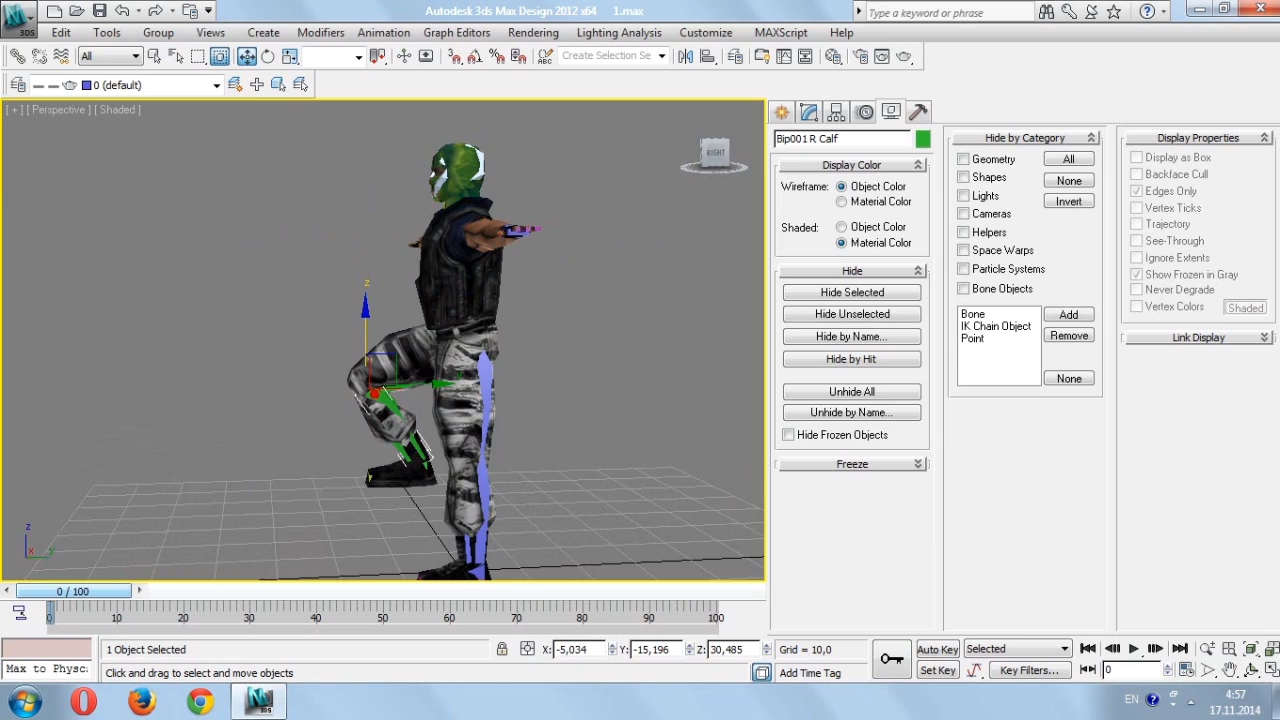 Autodesk 3ds Max Design 2012 x64 1.max
Type a keyword or phrase
3DS
Edit Tools Group Views Create Modifiers Animation Graph Editors Rendering Lighting Analysis Customize MAXScript Help
All
Create Selection Se
0 (default)
[ + ] [ Perspective ] [ Shaded ]
RIGHT
z
z
x
Bip001 R Calf
Display Color
Wireframe: Object Color
Material Color
Shaded: Object Color
Material Color
Hide
Hide Selected
Hide Unselected
Hide by Name...
Hide by Hit
Unhide All
Unhide by Name...
Hide Frozen Objects
Freeze
Hide by Category
Geometry All
Shapes None
Lights Invert
Cameras
Helpers
Space Warps
Particle Systems
Bone Objects
Bone Add
IK Chain Object Remove
Point
None
Display Properties
Display as Box
Backface Cull
Edges Only
Vertex Ticks
Trajectory
See-Through
Ignore Extents
Show Frozen in Gray
Never Degrade
Vertex Colors Shaded
Link Display
0 / 100
0 10 20 30 40 50 60 70 80 90 100
1 Object Selected
X: -5,034 Y: -15,196 Z: 30,485
Grid = 10,0
Auto Key Selected
Max to Physc
Click and drag to select and move objects
Add Time Tag
Set Key Key Filters... 0
3DS
EN
4:57
17.11.2014